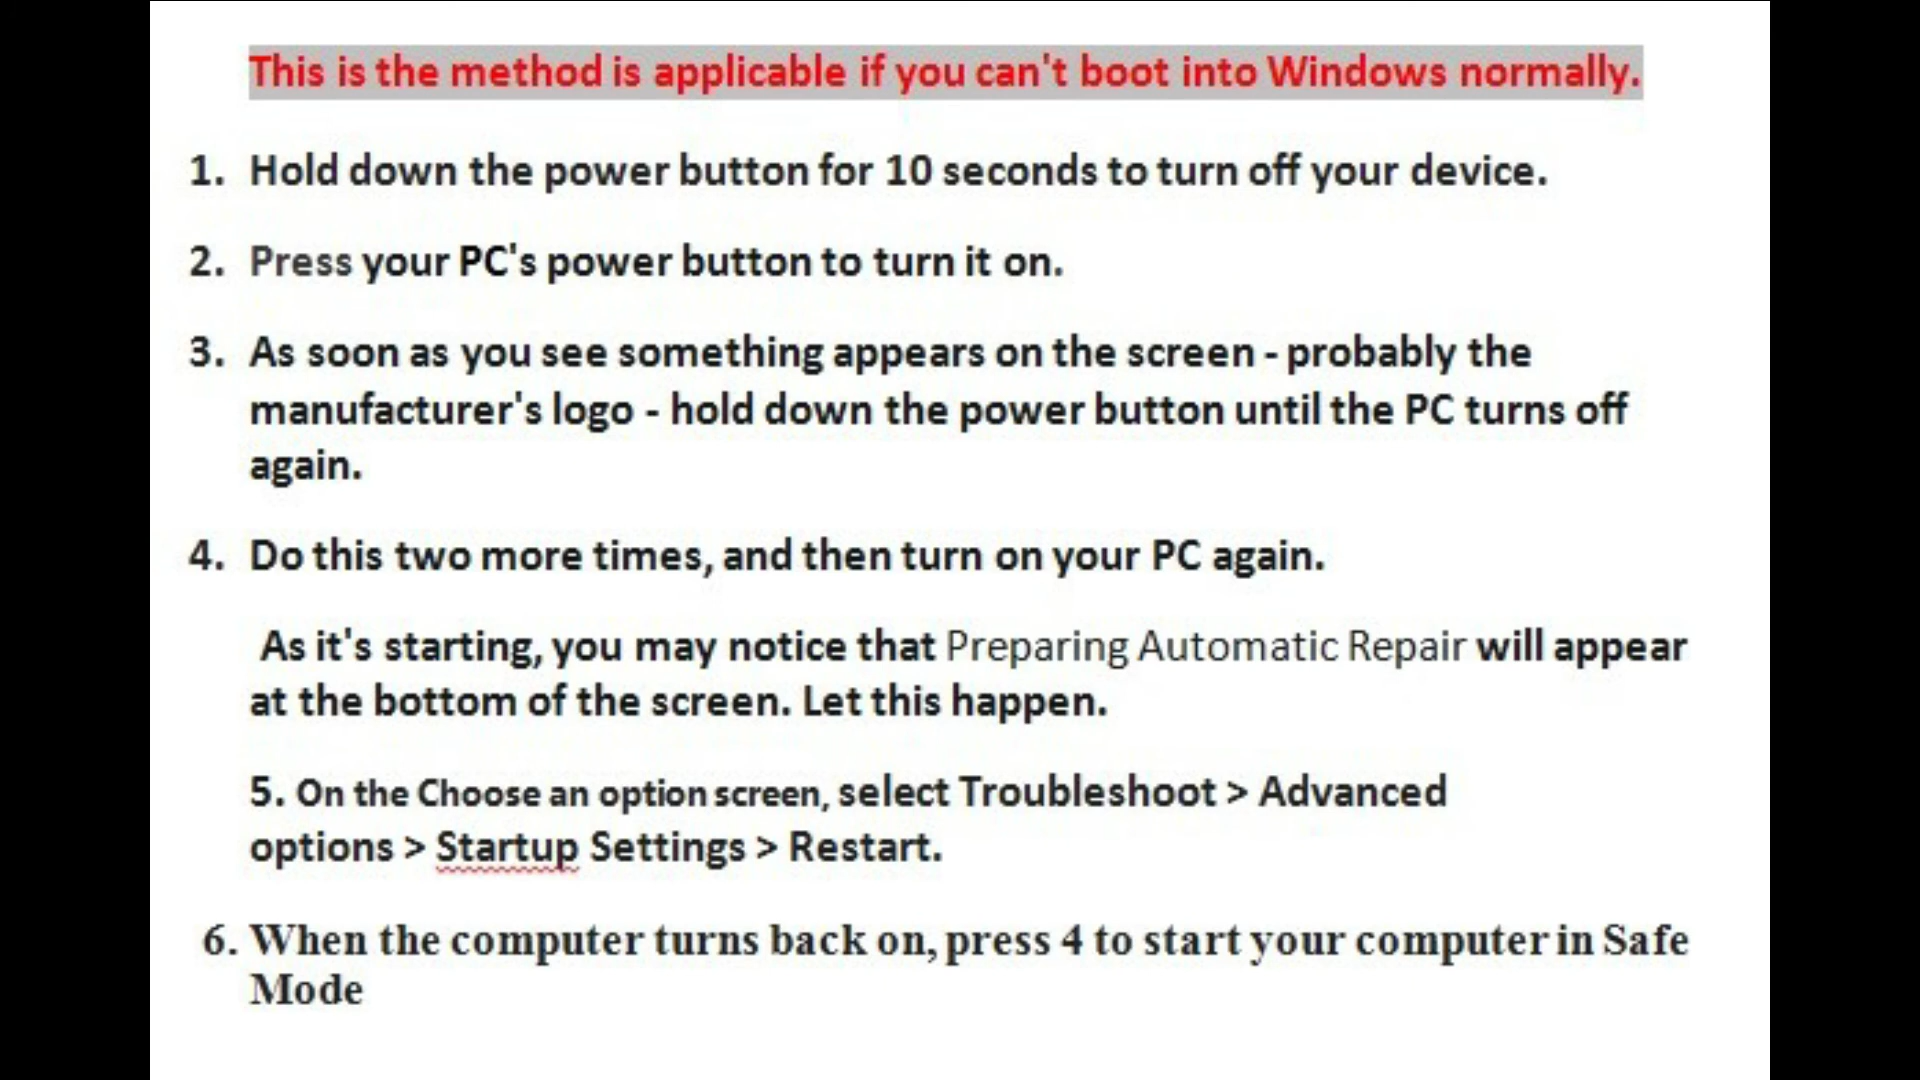 This is the method is applicable if you can't boot into Windows normally.
1. Hold down the power button for 10 seconds to turn off your device.
2. Press your PC's power button to turn it on.
3. As soon as you see something appears on the screen - probably the
manufacturer's logo - hold down the power button until the PC turns off
again.
4. Do this two more times, and then turn on your PC again.
As it's starting, you may notice that Preparing Automatic Repair will appear
at the bottom of the screen. Let this happen.
5. On the Choose an option screen, select Troubleshoot > Advanced
options > Startup Settings > Restart.
6. When the computer turns back on, press 4 to start your computer in Safe
Mode